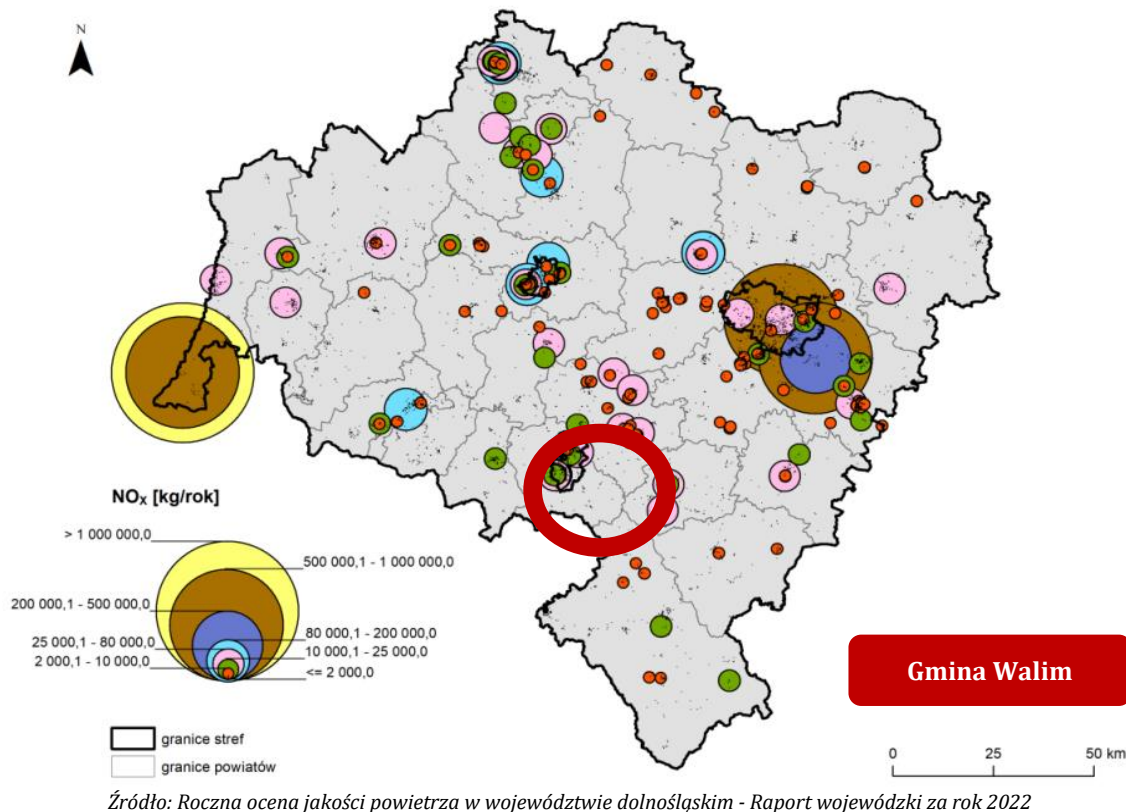 N
NOx [kg/rok]
> 1 000 000,0
500 000,1 - 1 000 000,0
200 000,1 - 500 000,0
80 000,1 - 200 000,0
25 000,1 - 80 000,0
10 000,1 - 25 000,0
2 000,1 - 10 000,0
<= 2 000,0
granice stref
granice powiatów
Gmina Walim
0 25 50 km
Źródło: Roczna ocena jakości powietrza w województwie dolnośląskim - Raport wojewódzki za rok 2022